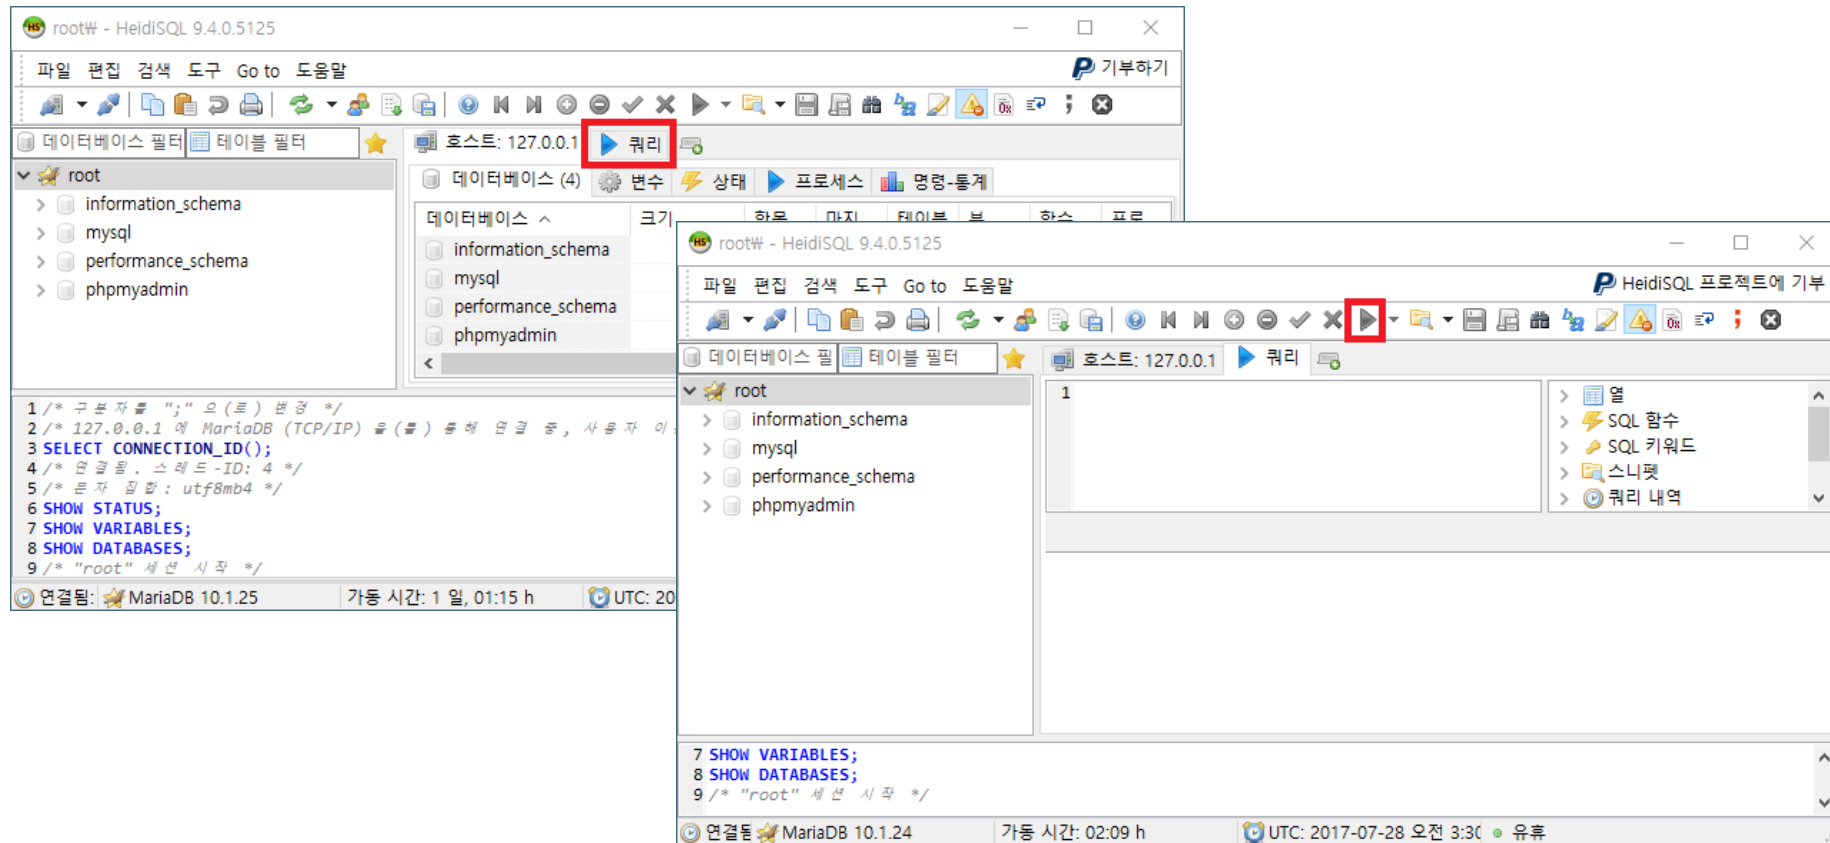 root₩ - HeidiSQL 9.4.0.5125
파일 편집 검색 도구 Go to 도움말
기부하기
데이터베이스 필터
테이블 필터
호스트: 127.0.0.1
쿼리
root
information_schema
mysql
performance_schema
phpmyadmin
데이터베이스 (4)
변수
상태
프로세스
명령-통계
데이터베이스
크기
항목
마지
테이블
뷰
함수
프로
information_schema
mysql
performance_schema
phpmyadmin
1 /* 구분자를 ";" 으(로) 변경 */
2 /* 127.0.0.1 에 MariaDB (TCP/IP) 을(를) 통해 연결 중, 사용자 이
3 SELECT CONNECTION_ID();
4 /* 연결됨. 스레드-ID: 4 */
5 /* 문자 집합: utf8mb4 */
6 SHOW STATUS;
7 SHOW VARIABLES;
8 SHOW DATABASES;
9 /* "root" 세션 시작 */
연결됨:
MariaDB 10.1.25
가동 시간: 1 일, 01:15 h
UTC: 20
root₩ - HeidiSQL 9.4.0.5125
파일 편집 검색 도구 Go to 도움말
HeidiSQL 프로젝트에 기부
데이터베이스 필
테이블 필터
호스트: 127.0.0.1
쿼리
root
information_schema
mysql
performance_schema
phpmyadmin
1
열
SQL 함수
SQL 키워드
스니펫
쿼리 내역
7 SHOW VARIABLES;
8 SHOW DATABASES;
9 /* "root" 세션 시작 */
연결됨
MariaDB 10.1.24
가동 시간: 02:09 h
UTC: 2017-07-28 오전 3:30
유휴